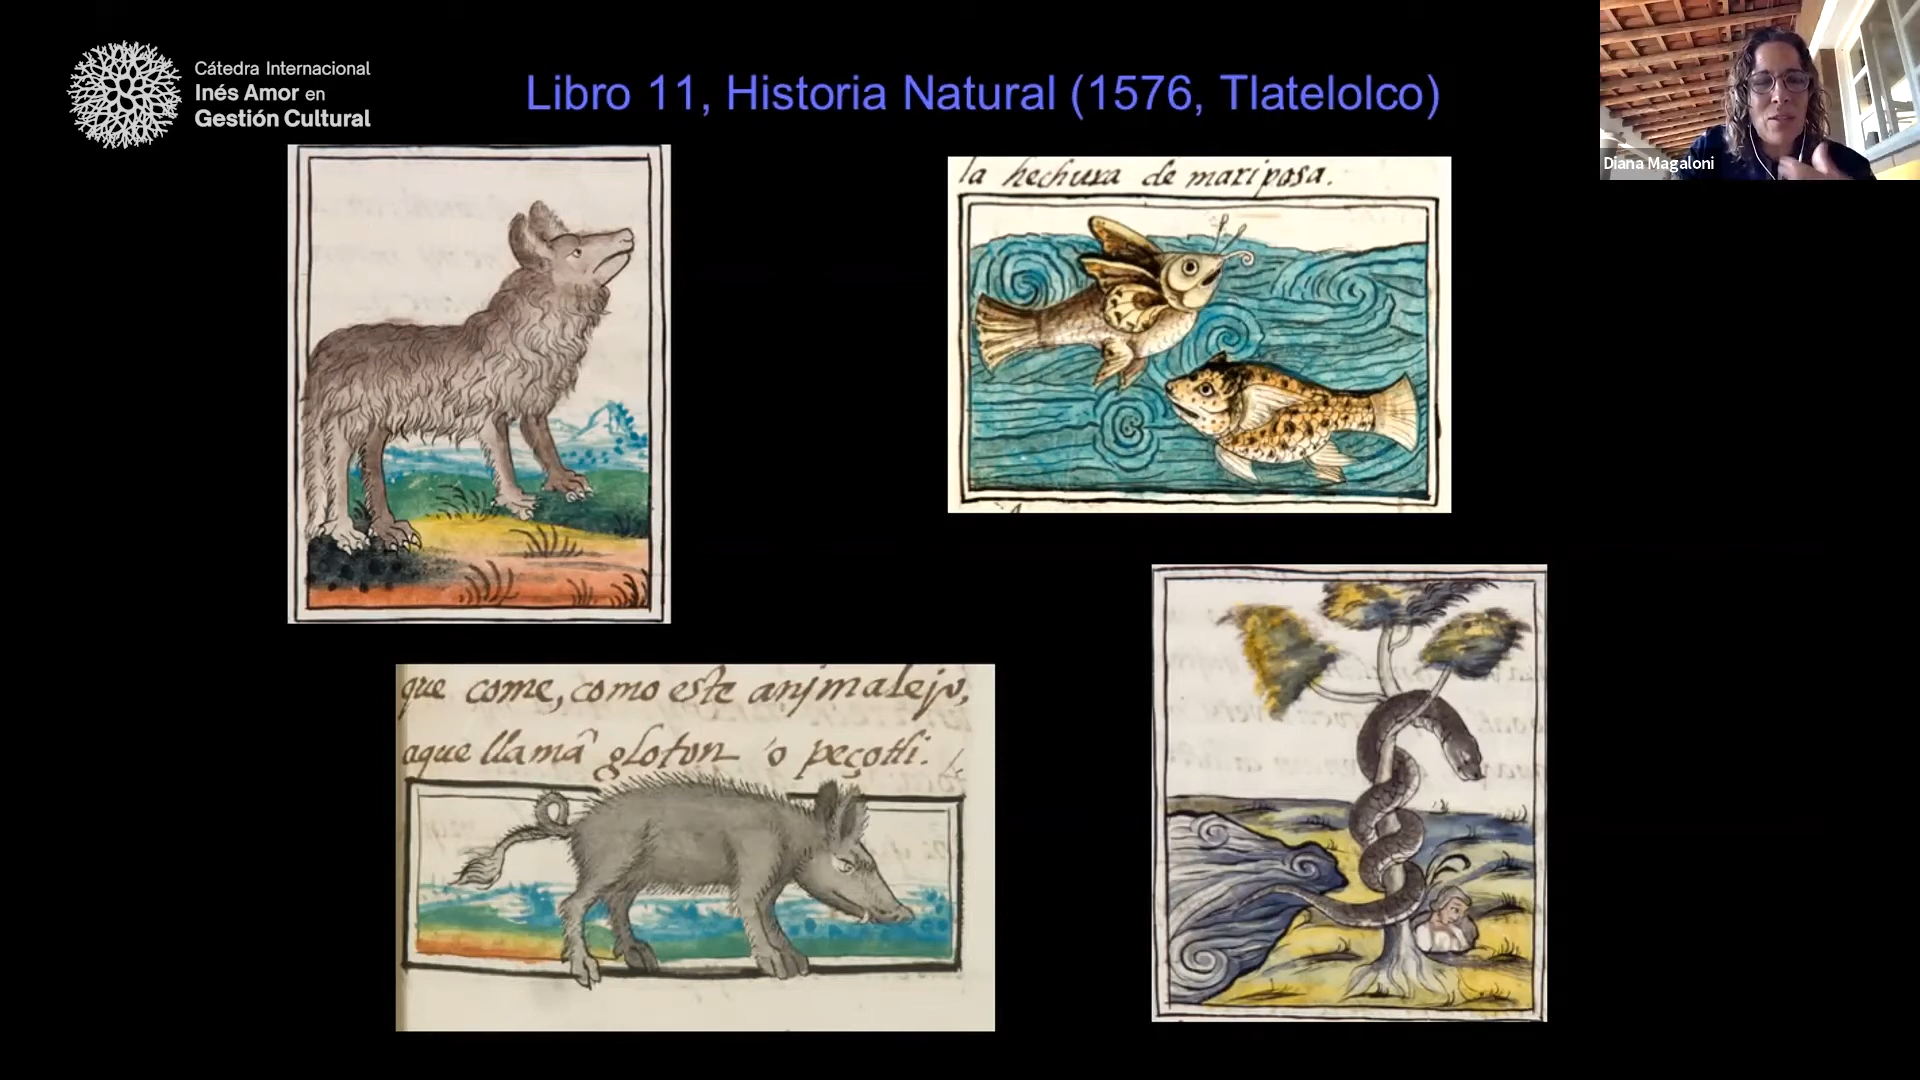 Cátedra Internacional
Inés Amor en
Gestión Cultural
Libro 11, Historia Natural (1576, Tlatelolco)
Diana Magaloni
la hechura de mariposa.
que come, como este anjmalejo,
aque llamã gloton o peçotli.